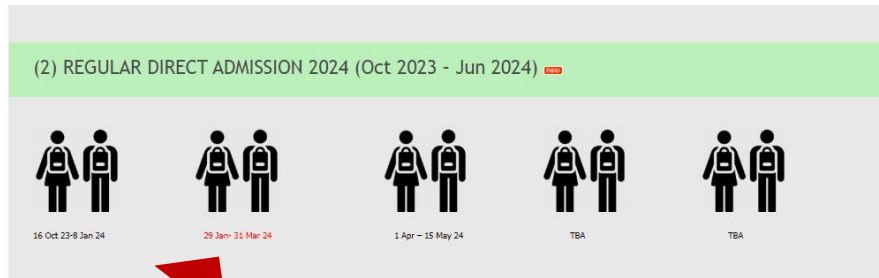 (2) REGULAR DIRECT ADMISSION 2024 (Oct 2023 - Jun 2024) new
16 Oct 23-8 Jan 24
29 Jan- 31 Mar 24
1 Apr – 15 May 24
TBA
TBA